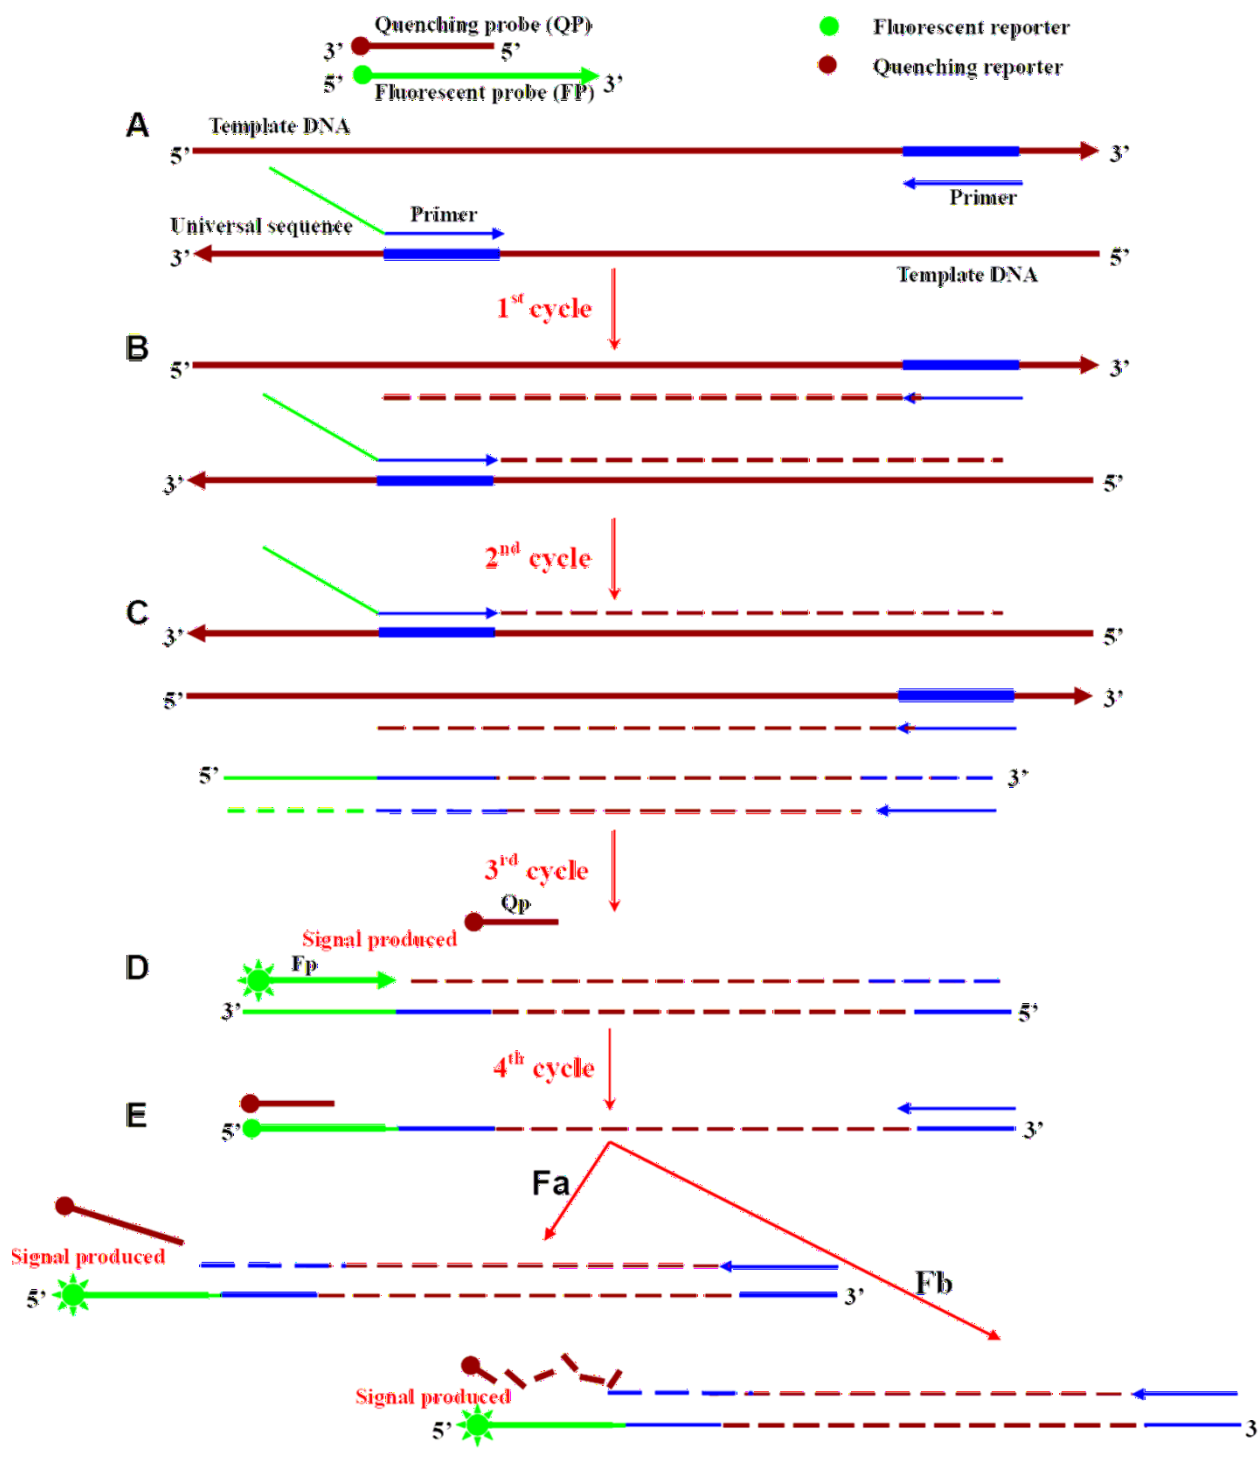 Quenching probe (QP)
3’ 5’
5’ 3’
Fluorescent probe (FP)
Fluorescent reporter
Quenching reporter
A
Template DNA
5’ 3’
Primer
Universal sequence Primer
3’ 5’
Template DNA
1st cycle
B
5’ 3’
3’ 5’
2nd cycle
C
3’ 5’
5’ 3’
5’ 3’
3rd cycle
Qp
Signal produced
D Fp
3’ 5’
4th cycle
E
5’ 3’
Fa
Signal produced
5’ 3’
Fb
Signal produced
5’ 3